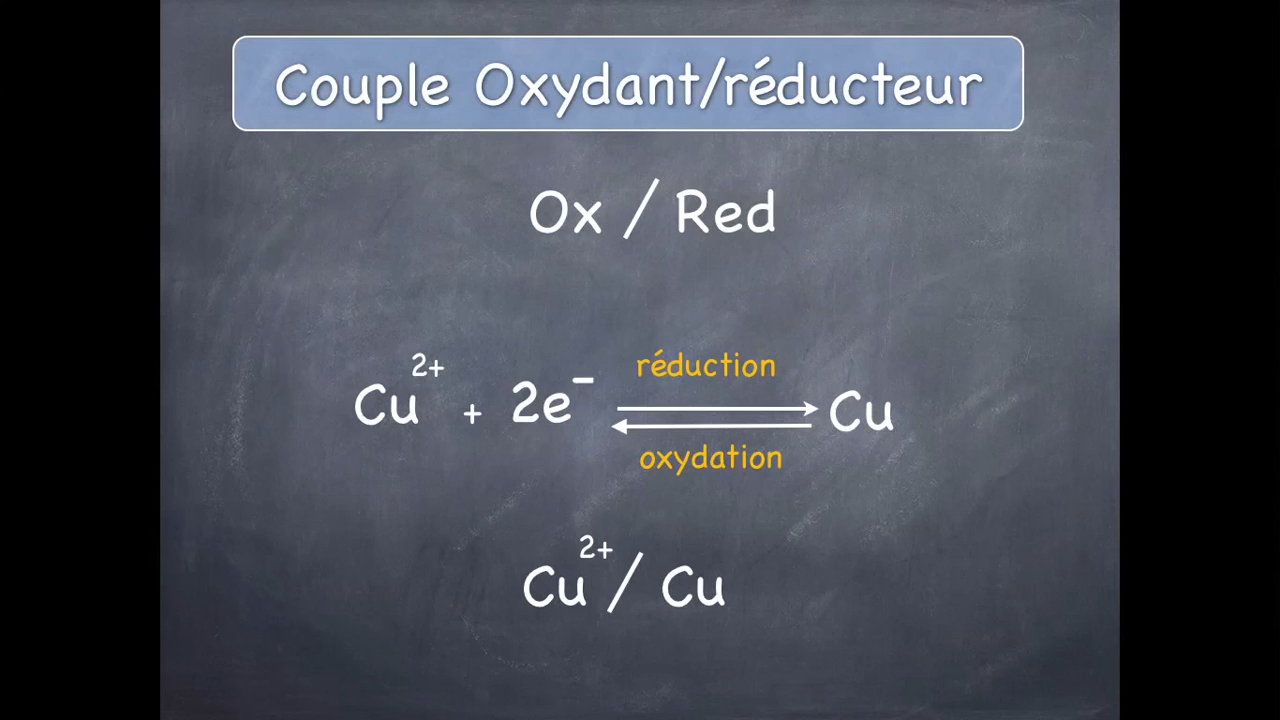 Couple Oxydant/réducteur
Ox / Red
réduction
Cu²⁺ + 2e⁻ ⇄ Cu
oxydation
Cu²⁺/ Cu